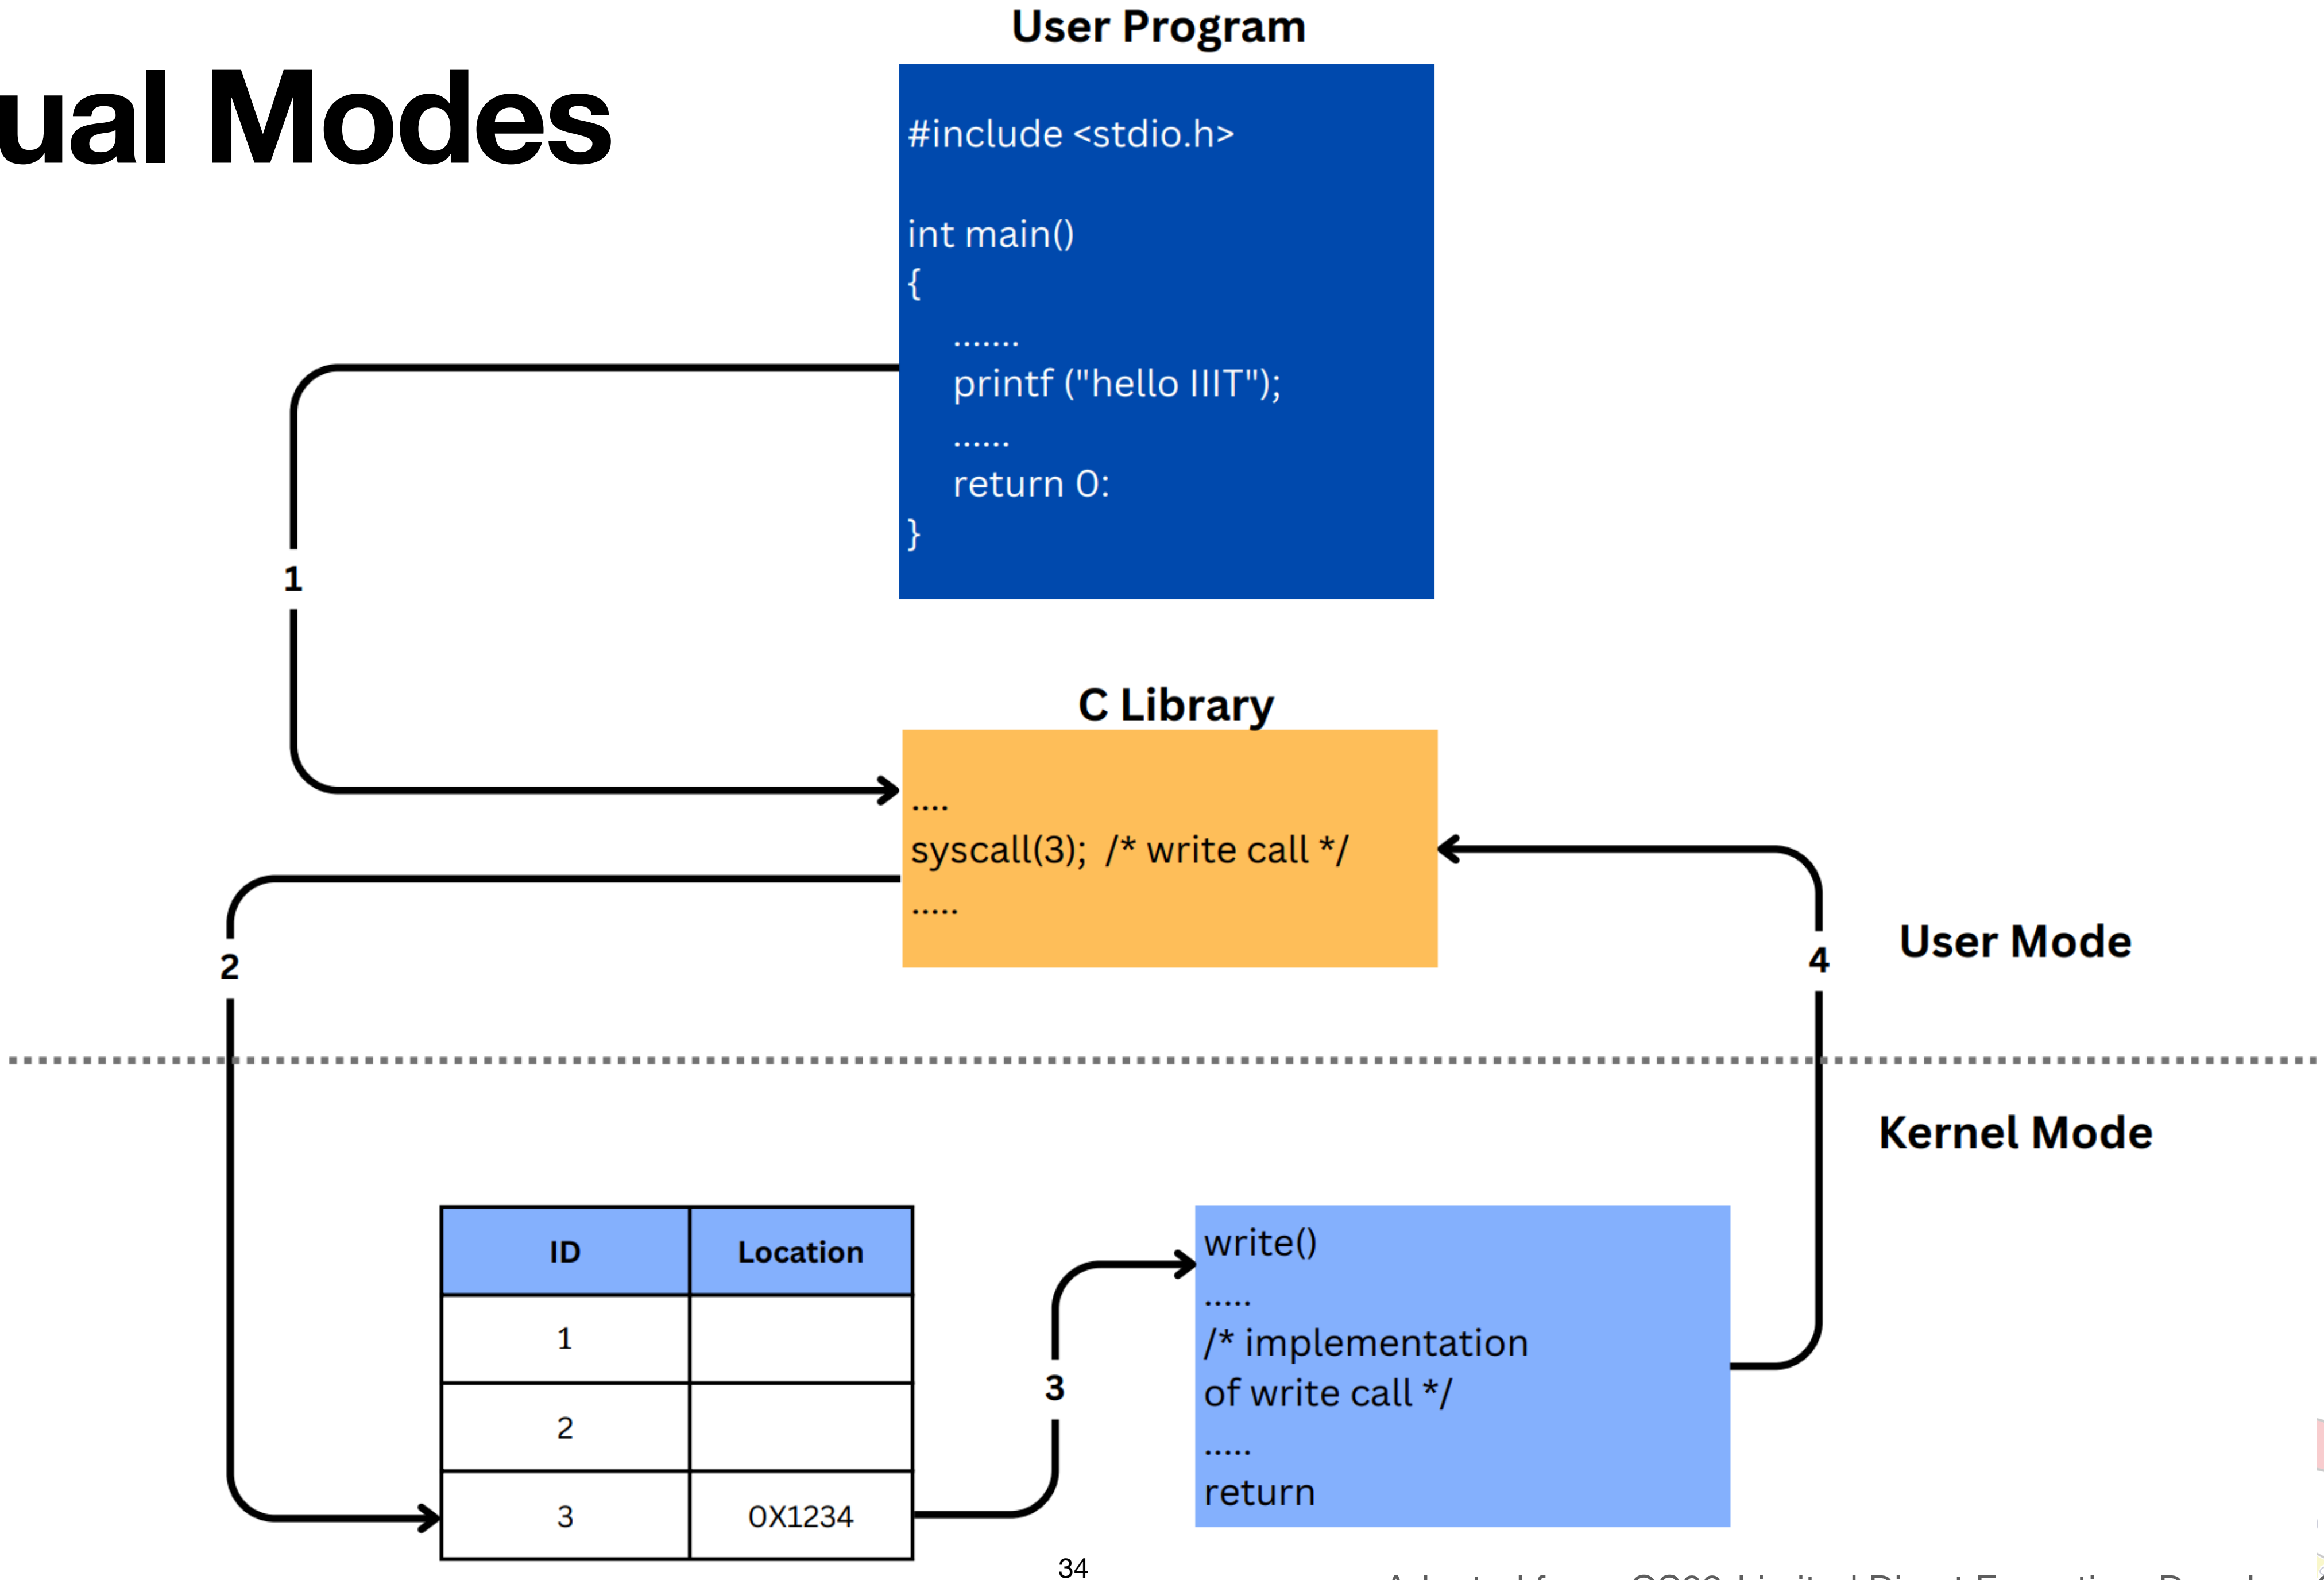 ual Modes
User Program
#include <stdio.h>
int main()
{
.......
printf ("hello IIIT");
......
return 0:
}
1
C Library
....
syscall(3);  /* write call */
.....
2
4
User Mode
Kernel Mode
ID Location
1
2
3 0X1234
3
write()
.....
/* implementation
of write call */
.....
return
34